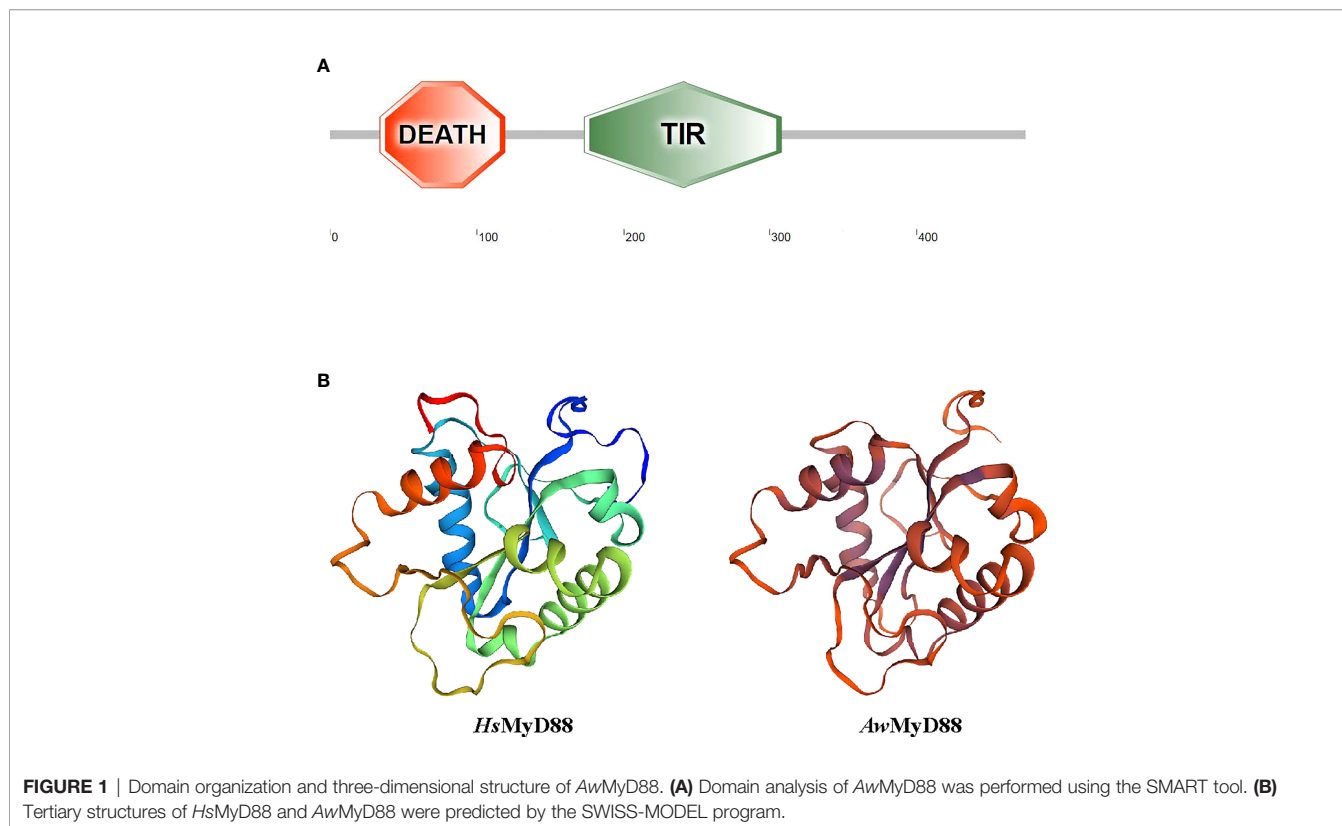 A
DEATH
TIR
0 100 200 300 400
B
HsMyD88 AwMyD88
FIGURE 1 | Domain organization and three-dimensional structure of AwMyD88. (A) Domain analysis of AwMyD88 was performed using the SMART tool. (B)
Tertiary structures of HsMyD88 and AwMyD88 were predicted by the SWISS-MODEL program.